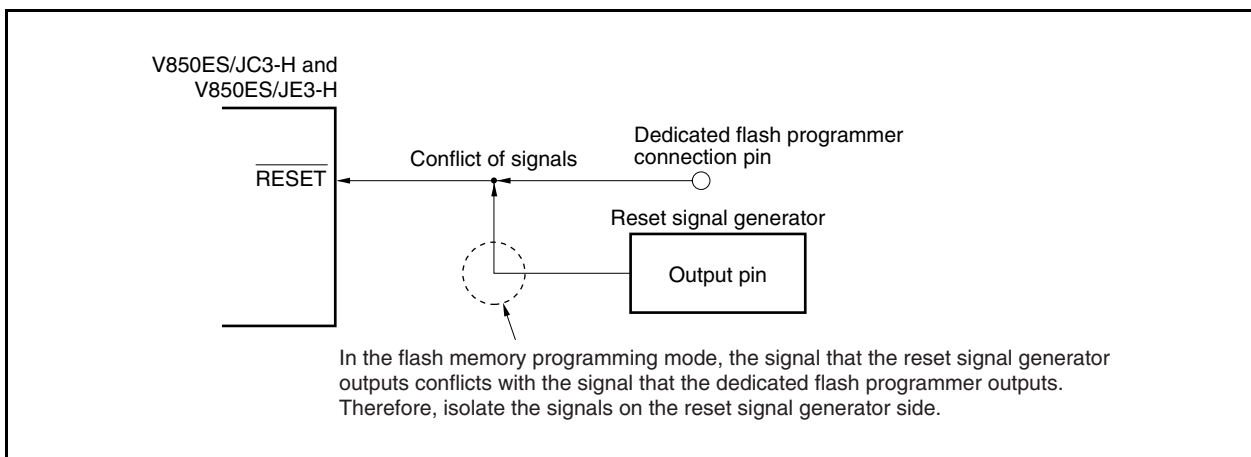 V850ES/JC3-H and
V850ES/JE3-H
Dedicated flash programmer
connection pin
Conflict of signals
RESET
Reset signal generator
Output pin
In the flash memory programming mode, the signal that the reset signal generator
outputs conflicts with the signal that the dedicated flash programmer outputs.
Therefore, isolate the signals on the reset signal generator side.